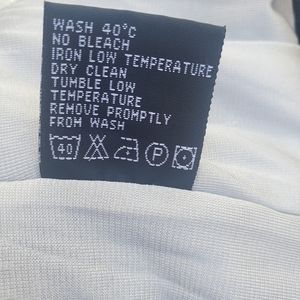 WASH 40°C
NO BLEACH
IRON LOW TEMPERATURE
DRY CLEAN
TUMBLE LOW
TEMPERATURE
REMOVE PROMPTLY
FROM WASH
40 P